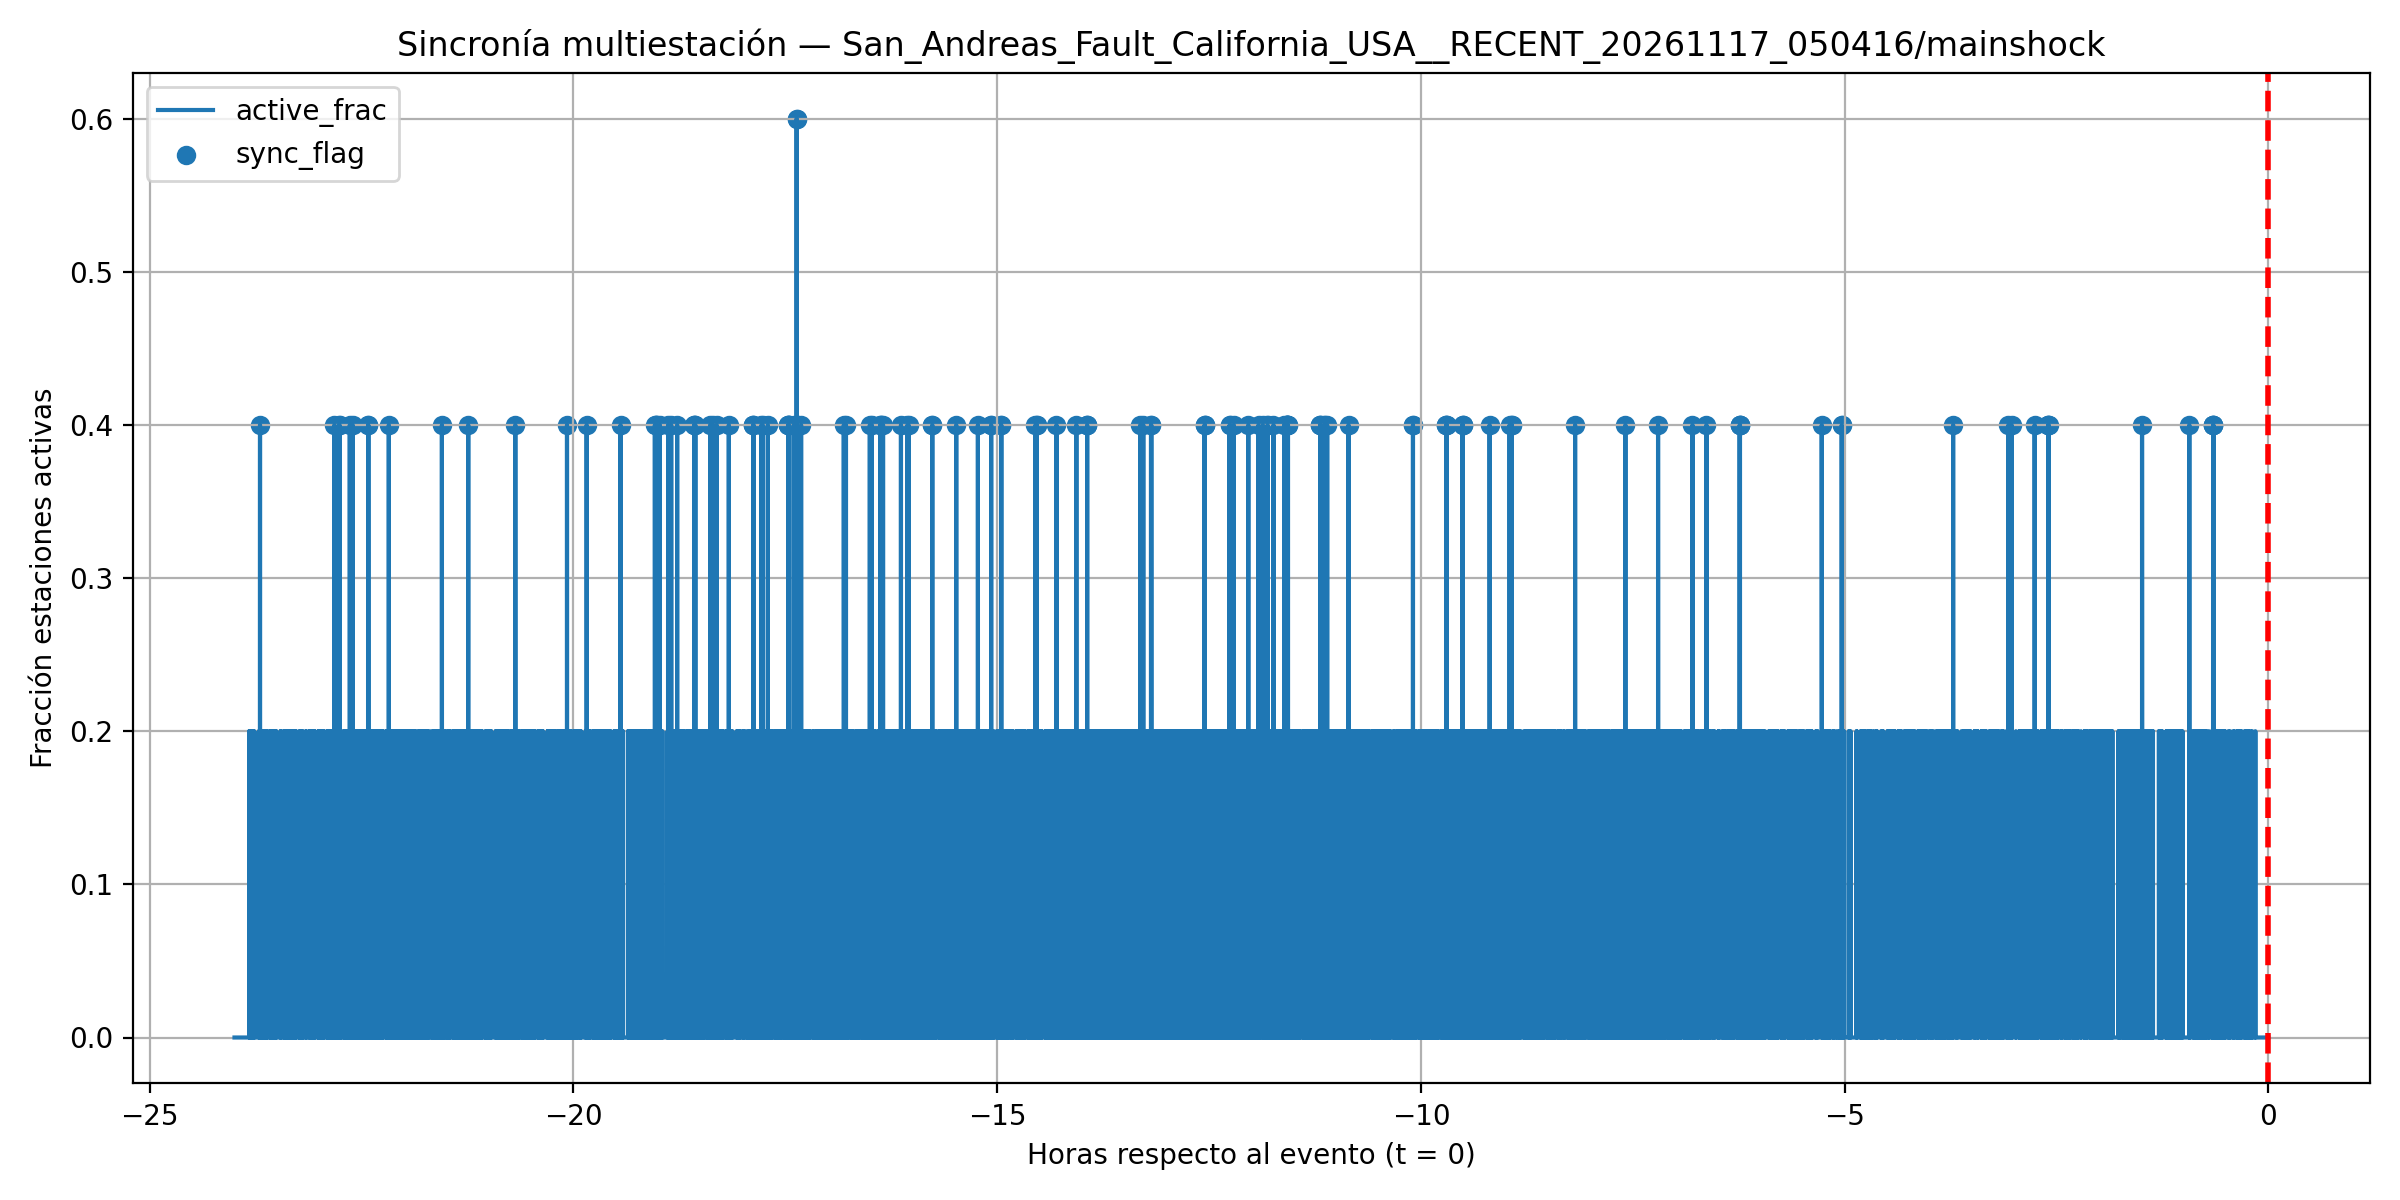 Sincronía multiestación — San_Andreas_Fault_California_USA__RECENT_20261117_050416/mainshock
active_frac
sync_flag
Fracción estaciones activas
0.6
0.5
0.4
0.3
0.2
0.1
0.0
−25
−20
−15
−10
−5
0
Horas respecto al evento (t = 0)